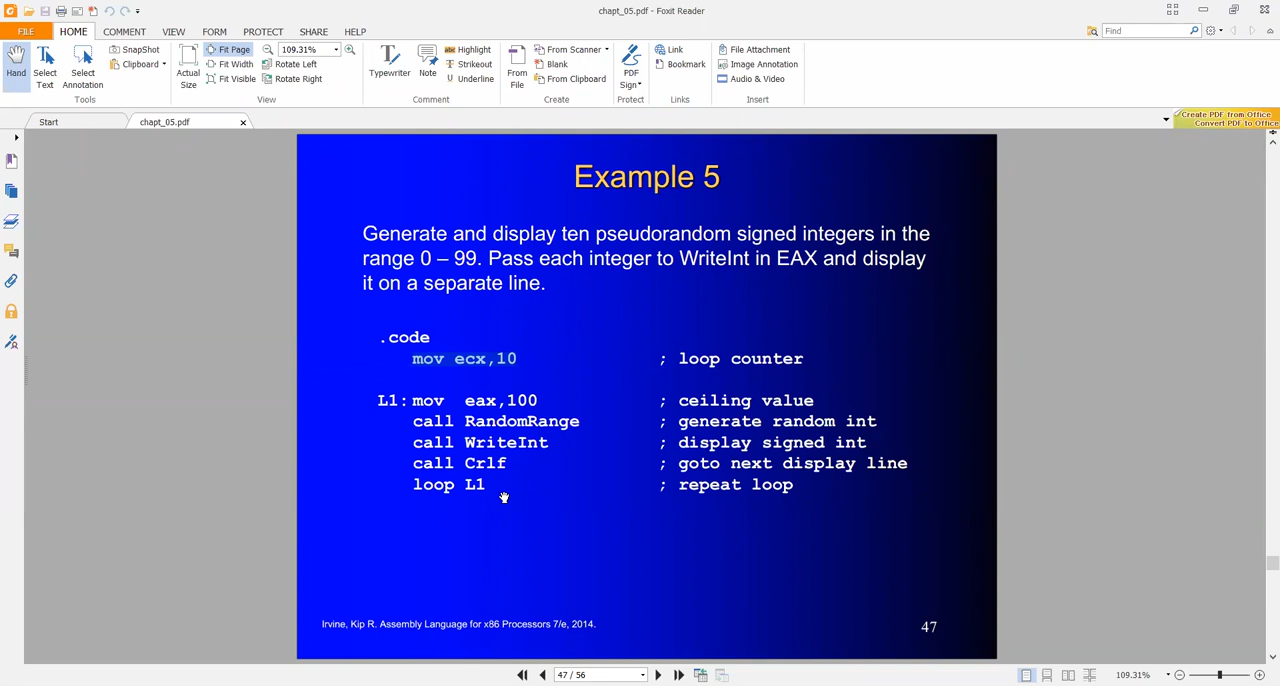 chapt_05.pdf - Foxit Reader
FILE HOME COMMENT VIEW FORM PROTECT SHARE HELP
Find
Hand
Select Text
Select Annotation
SnapShot
Clipboard
Tools
Actual Size
Fit Page
Fit Width
Fit Visible
109.31%
Rotate Left
Rotate Right
View
Typewriter
Note
Highlight
Strikeout
Underline
Comment
From File
From Scanner
Blank
From Clipboard
Create
PDF Sign
Protect
Link
Bookmark
Links
File Attachment
Image Annotation
Audio & Video
Insert
Start
chapt_05.pdf
Create PDF from Office
Convert PDF to Office
Example 5
Generate and display ten pseudorandom signed integers in the
range 0 – 99. Pass each integer to WriteInt in EAX and display
it on a separate line.
.code
mov ecx,10 ; loop counter
L1: mov eax,100 ; ceiling value
call RandomRange ; generate random int
call WriteInt ; display signed int
call Crlf ; goto next display line
loop L1 ; repeat loop
Irvine, Kip R. Assembly Language for x86 Processors 7/e, 2014.
47
47 / 56
109.31%